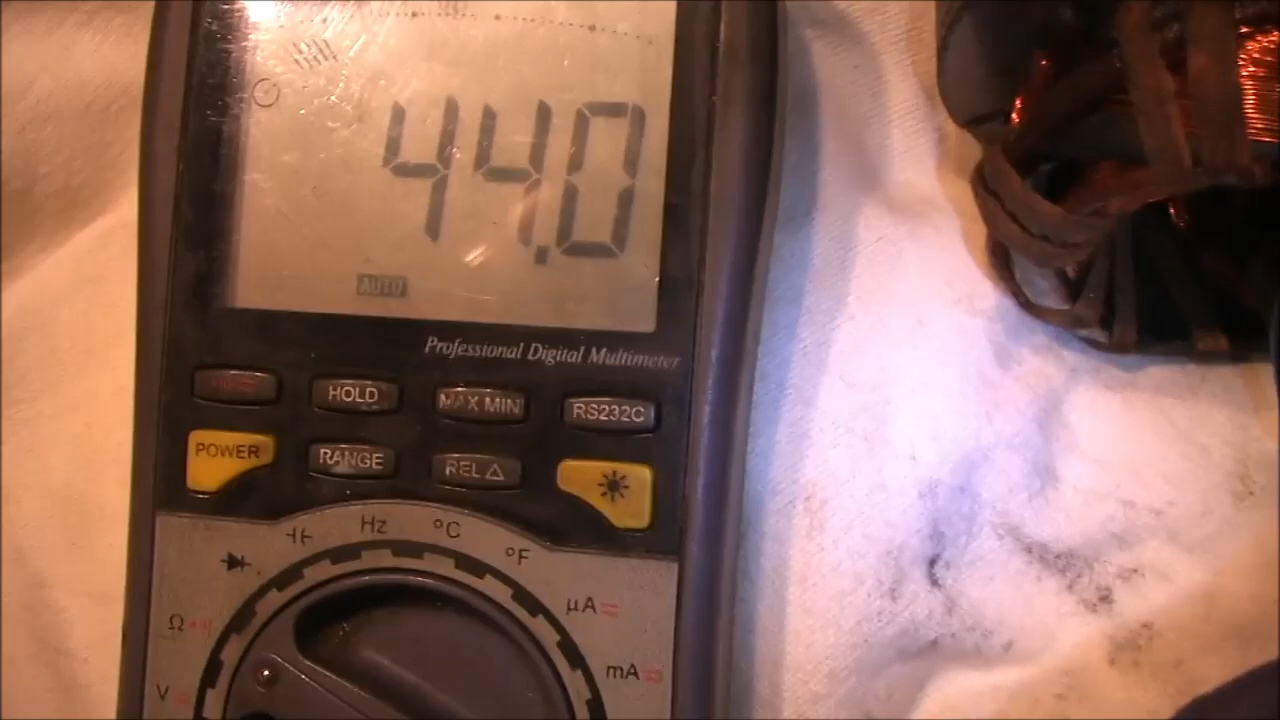 44.0
AUTO
Professional Digital Multimeter
HOLD
MAX MIN
RS232C
POWER
RANGE
REL △
Hz
°C
°F
µA
Ω
mA
V